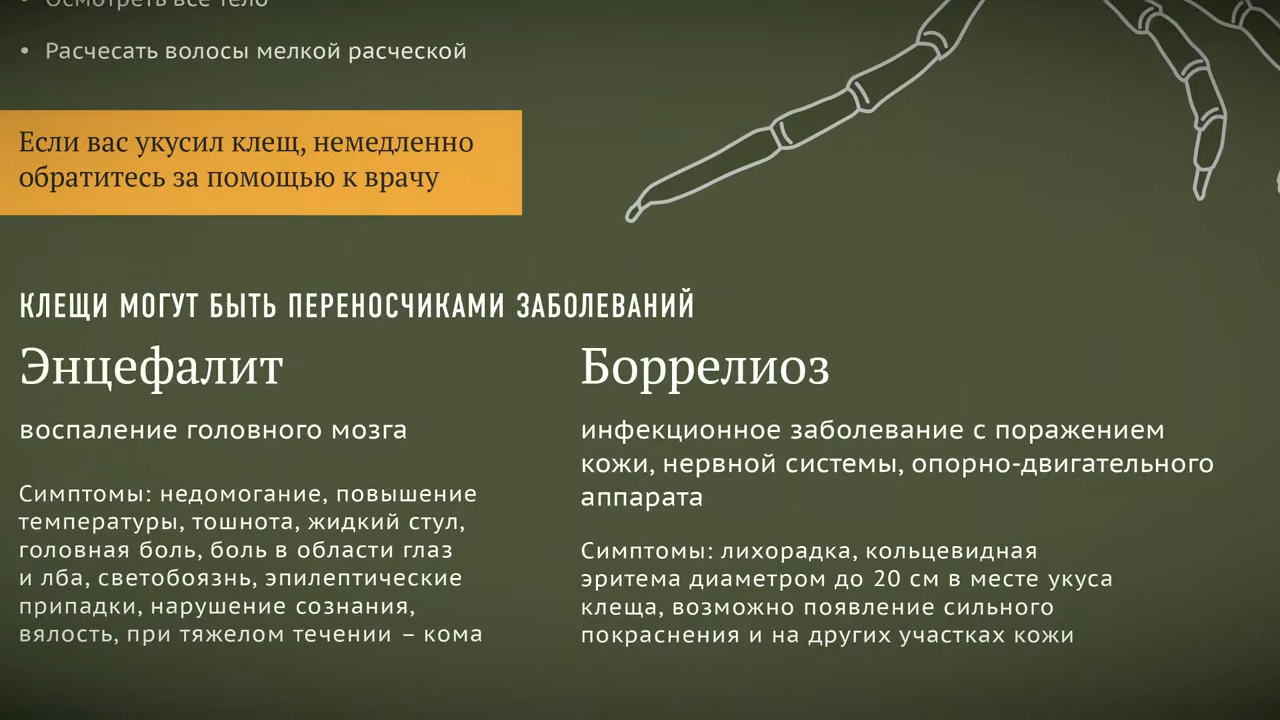 • Осмотреть все тело
• Расчесать волосы мелкой расческой
Если вас укусил клещ, немедленно
обратитесь за помощью к врачу
КЛЕЩИ МОГУТ БЫТЬ ПЕРЕНОСЧИКАМИ ЗАБОЛЕВАНИЙ
Энцефалит
воспаление головного мозга
Симптомы: недомогание, повышение
температуры, тошнота, жидкий стул,
головная боль, боль в области глаз
и лба, светобоязнь, эпилептические
припадки, нарушение сознания,
вялость, при тяжелом течении – кома
Боррелиоз
инфекционное заболевание с поражением
кожи, нервной системы, опорно-двигательного
аппарата
Симптомы: лихорадка, кольцевидная
эритема диаметром до 20 см в месте укуса
клеща, возможно появление сильного
покраснения и на других участках кожи